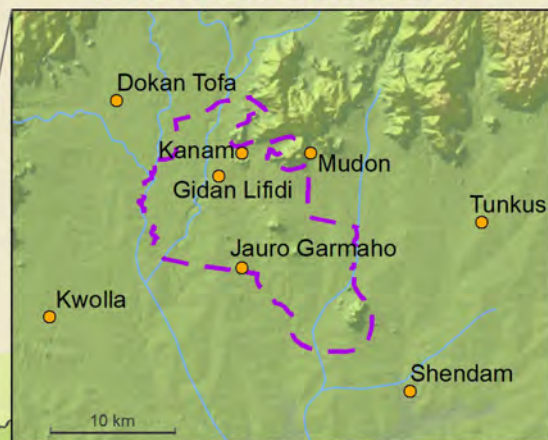 Dokan Tofa
Kanam
Mudon
Gidan Lifidi
Tunkus
Jauro Garmaho
Kwolla
Shendam
10 km